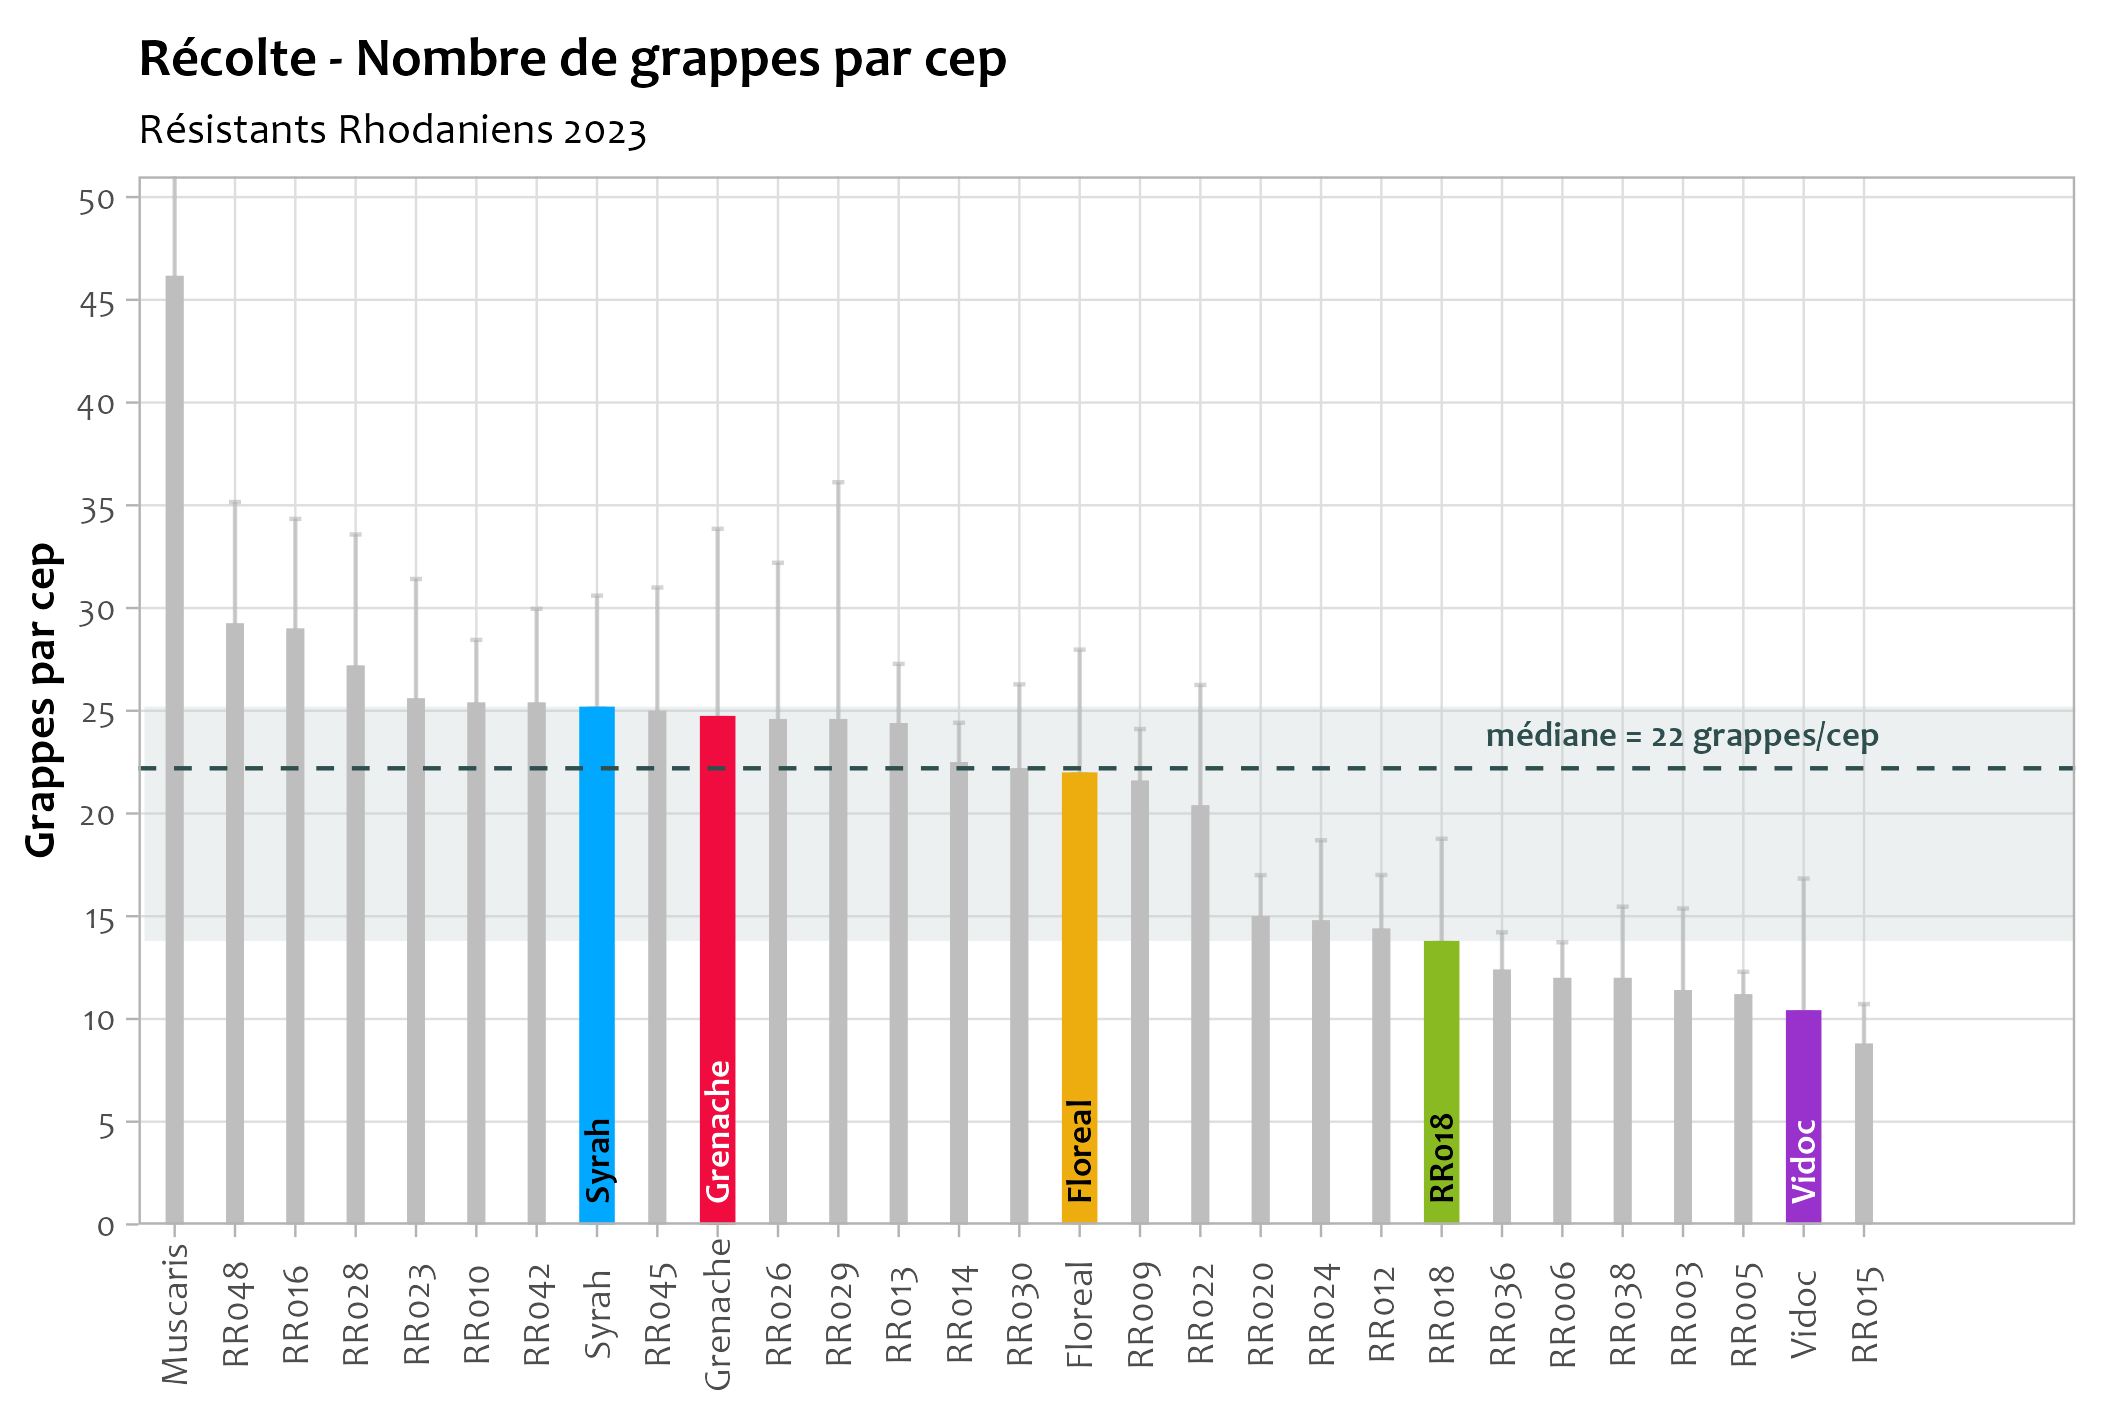 Récolte - Nombre de grappes par cep
Résistants Rhodaniens 2023
Grappes par cep
50
45
40
35
30
25
20
15
10
5
0
médiane = 22 grappes/cep
Syrah
Grenache
Floreal
RR018
Vidoc
Muscaris
RR048
RR016
RR028
RR023
RR010
RR042
Syrah
RR045
Grenache
RR026
RR029
RR013
RR014
RR030
Floreal
RR009
RR022
RR020
RR024
RR012
RR018
RR036
RR006
RR038
RR003
RR005
Vidoc
RR015